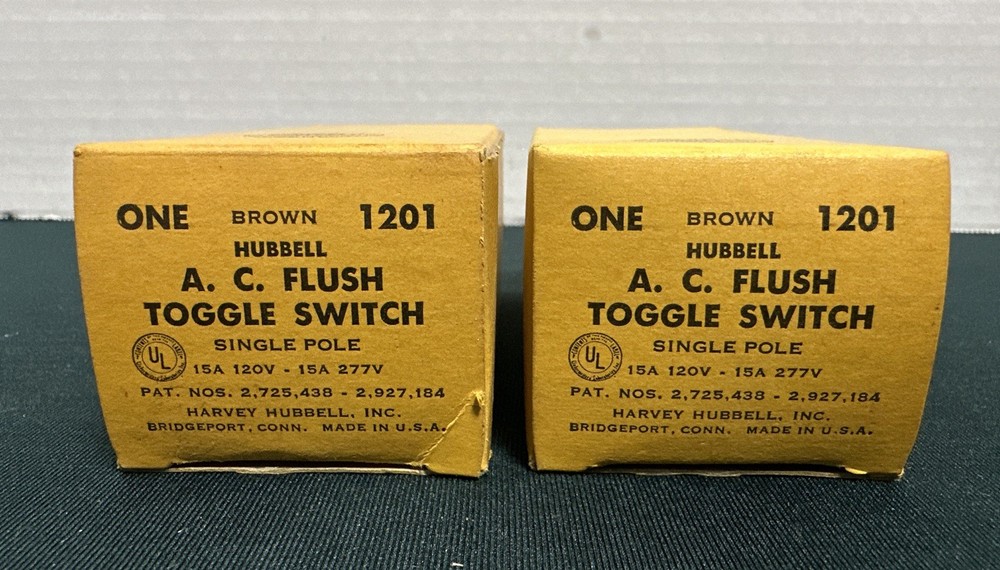 ONE BROWN 1201
HUBBELL
A. C. FLUSH
TOGGLE SWITCH
SINGLE POLE
UL
15A 120V - 15A 277V
PAT. NOS. 2,725,438 - 2,927,184
HARVEY HUBBELL, INC.
BRIDGEPORT, CONN. MADE IN U.S.A.
ONE BROWN 1201
HUBBELL
A. C. FLUSH
TOGGLE SWITCH
SINGLE POLE
UL
15A 120V - 15A 277V
PAT. NOS. 2,725,438 - 2,927,184
HARVEY HUBBELL, INC.
BRIDGEPORT, CONN. MADE IN U.S.A.